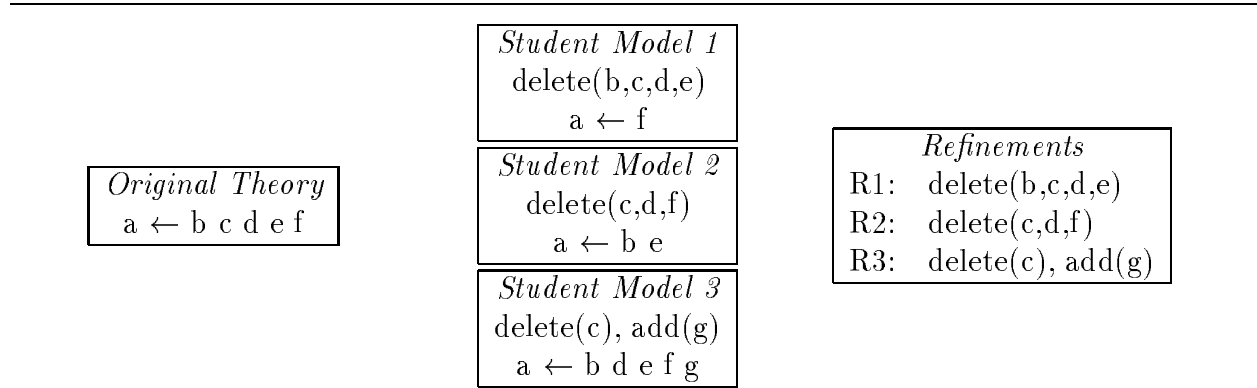 Original Theory
a ← b c d e f
Student Model 1
delete(b,c,d,e)
a ← f
Student Model 2
delete(c,d,f)
a ← b e
Student Model 3
delete(c), add(g)
a ← b d e f g
Refinements
R1: delete(b,c,d,e)
R2: delete(c,d,f)
R3: delete(c), add(g)